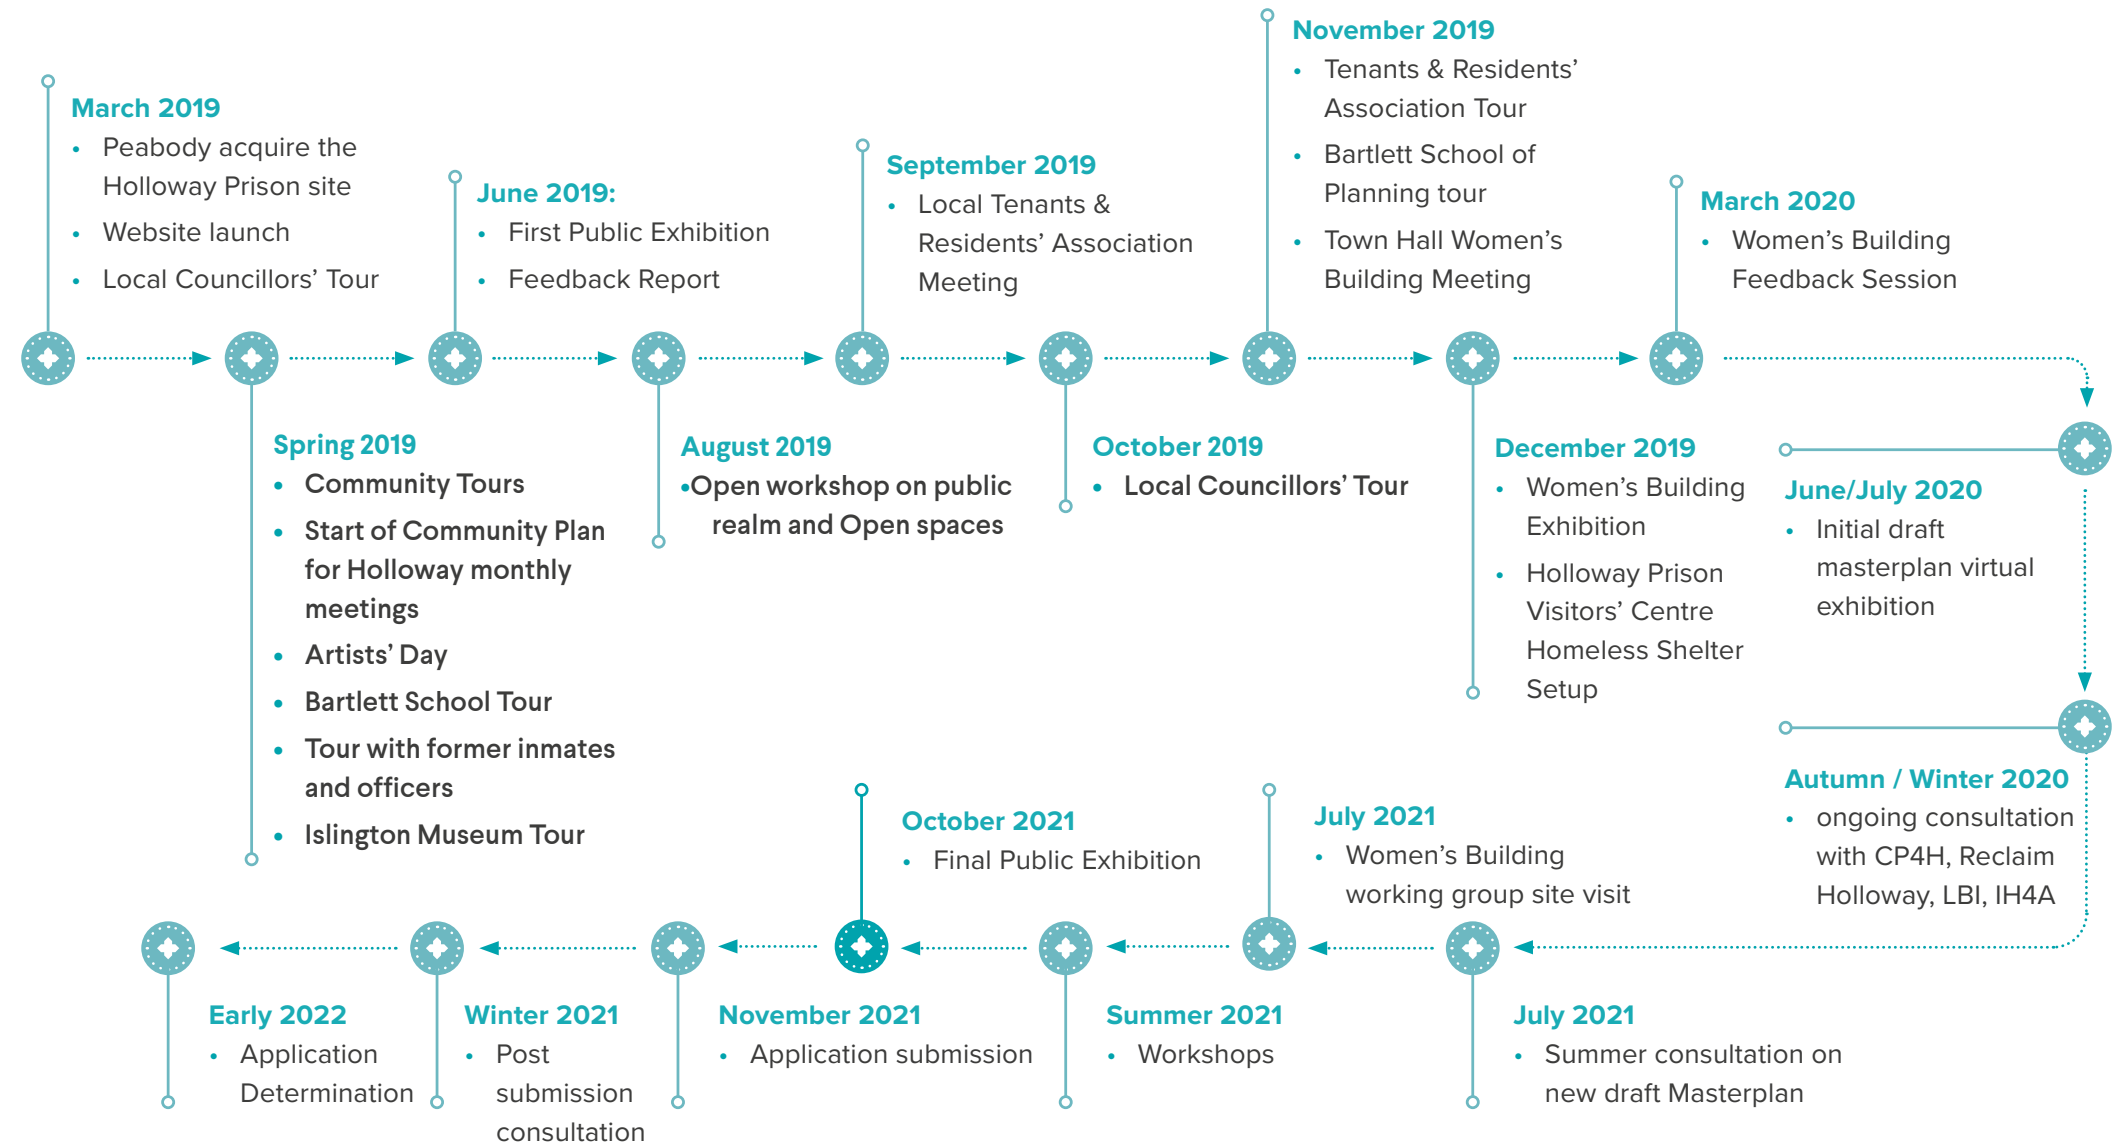 March 2019
• Peabody acquire the
Holloway Prison site
• Website launch
• Local Councillors’ Tour
Spring 2019
• Community Tours
• Start of Community Plan
for Holloway monthly
meetings
• Artists’ Day
• Bartlett School Tour
• Tour with former inmates
and officers
• Islington Museum Tour
June 2019:
• First Public Exhibition
• Feedback Report
August 2019
•Open workshop on public
realm and Open spaces
September 2019
• Local Tenants &
Residents’ Association
Meeting
October 2019
• Local Councillors’ Tour
November 2019
• Tenants & Residents’
Association Tour
• Bartlett School of
Planning tour
• Town Hall Women’s
Building Meeting
December 2019
• Women’s Building
Exhibition
• Holloway Prison
Visitors’ Centre
Homeless Shelter
Setup
March 2020
• Women’s Building
Feedback Session
June/July 2020
• Initial draft
masterplan virtual
exhibition
Autumn / Winter 2020
• ongoing consultation
with CP4H, Reclaim
Holloway, LBI, IH4A
July 2021
• Summer consultation on
new draft Masterplan
July 2021
• Women’s Building
working group site visit
Summer 2021
• Workshops
October 2021
• Final Public Exhibition
November 2021
• Application submission
Winter 2021
• Post
submission
consultation
Early 2022
• Application
Determination